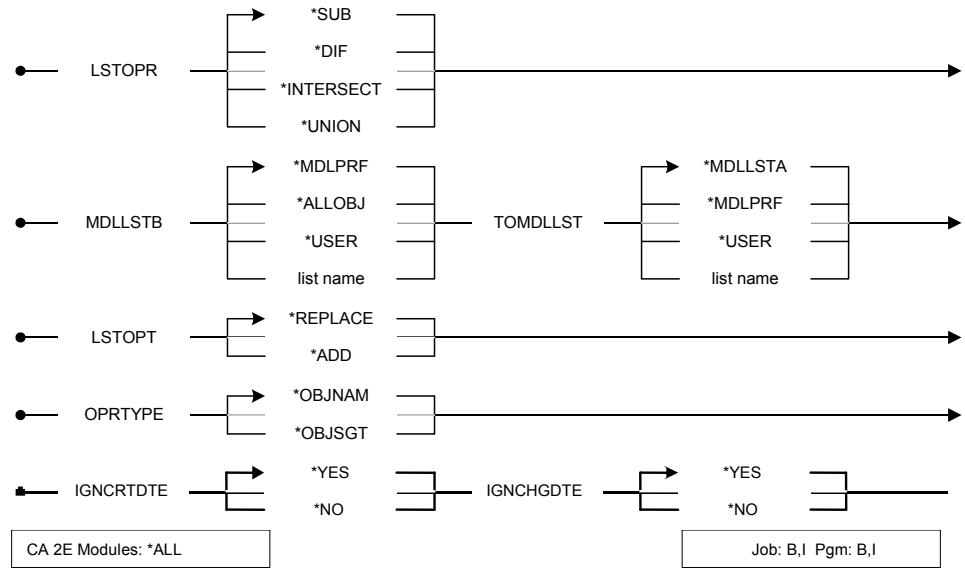 *SUB
*DIF
LSTOPR
*INTERSECT
*UNION
*MDLPRF *MDLLSTA
*ALLOBJ *MDLPRF
MDLLSTB TOMDLLST
*USER *USER
list name list name
*REPLACE
LSTOPT
*ADD
*OBJNAM
OPRTYPE
*OBJSGT
*YES *YES
IGNCRTDTE IGNCHGDTE
*NO *NO
CA 2E Modules: *ALL Job: B,I Pgm: B,I